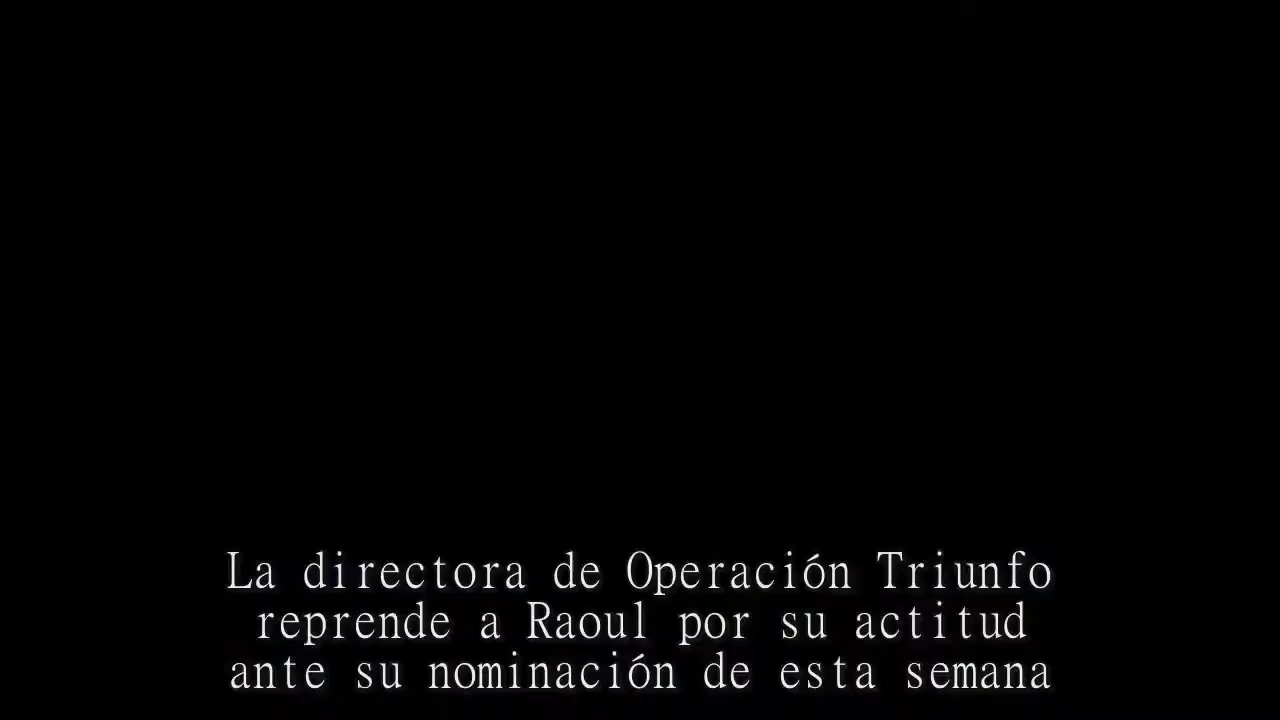 La directora de Operación Triunfo
reprende a Raoul por su actitud
ante su nominación de esta semana